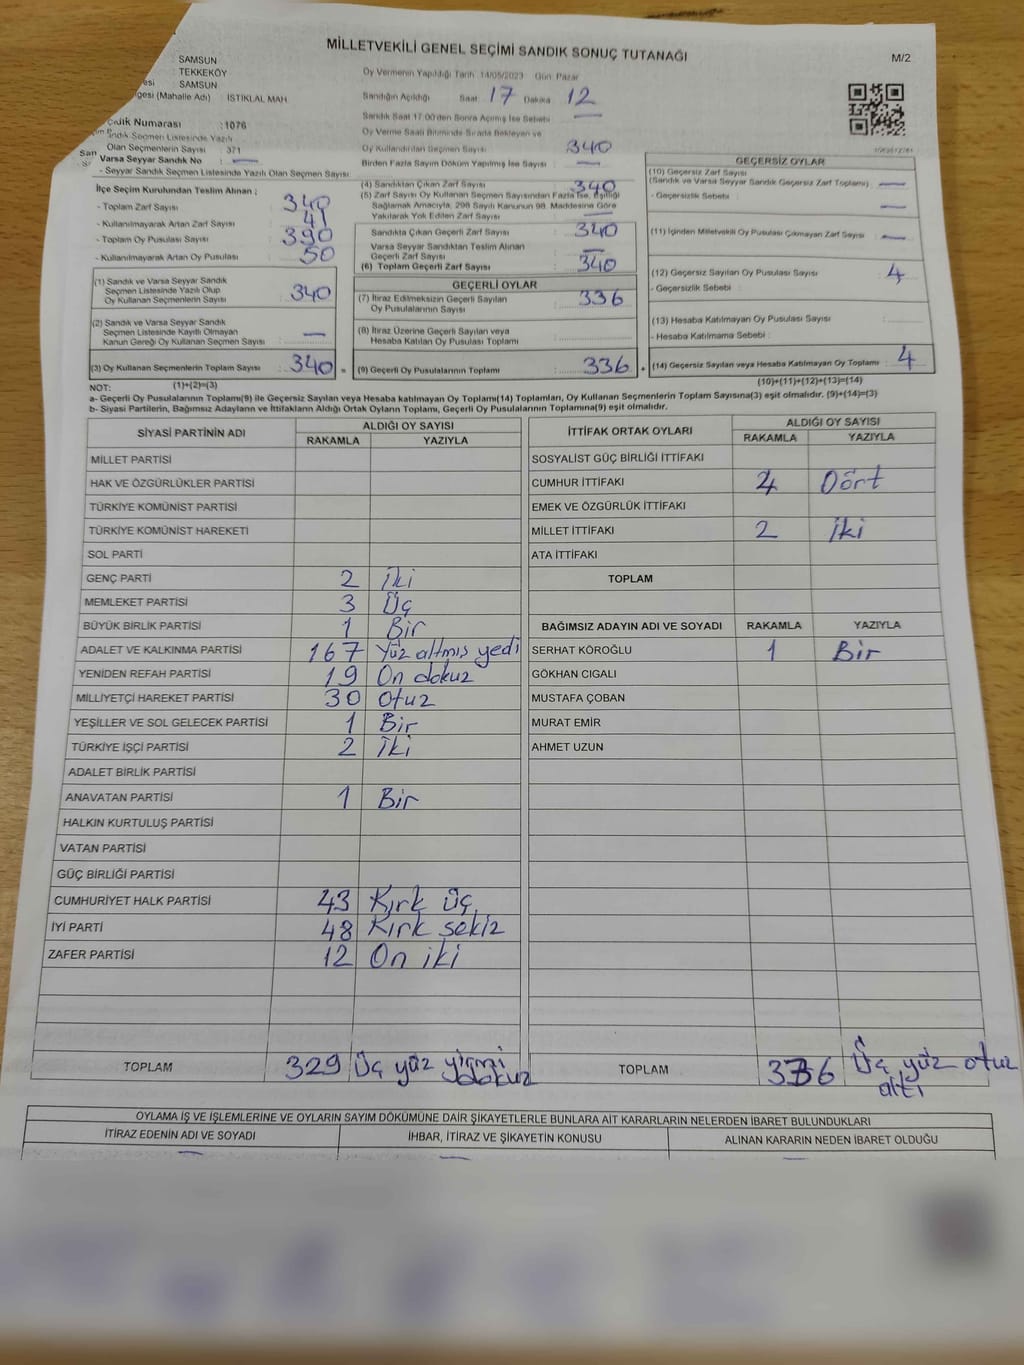 MİLLETVEKİLİ GENEL SEÇİMİ SANDIK SONUÇ TUTANAĞI
M/2
: SAMSUN
: TEKKEKÖY
: SAMSUN
gesi (Mahalle Adı) : İSTİKLAL MAH.
Numarası : 1076
Sandık Seçmen Listesinde Yazılı
Olan Seçmenlerin Sayısı : 371
Varsa Seyyar Sandık No : —
- Seyyar Sandık Seçmen Listesinde Yazılı Olan Seçmen Sayısı
Oy Vermenin Yapıldığı Tarih 14/05/2023 Gün Pazar
Sandığın Açıldığı Saat 17 Dakika 12
Sandık Saat 17:00'den Sonra Açılmış İse Sebebi : —
Oy Verme Saati Bitiminde Sırada Bekleyen ve
Oy Kullandırılan Seçmen Sayısı : 340
Birden Fazla Sayım Döküm Yapılmış İse Sayısı : —
İlçe Seçim Kurulundan Teslim Alınan ;
- Toplam Zarf Sayısı : 340
- Kullanılmayarak Artan Zarf Sayısı : 41
- Toplam Oy Pusulası Sayısı : 390
- Kullanılmayarak Artan Oy Pusulası : 50
(4) Sandıktan Çıkan Zarf Sayısı : 340
(5) Zarf Sayısı Oy Kullanan Seçmen Sayısından Fazla İse, Eşitliği
Sağlamak Amacıyla, 298 Sayılı Kanunun 98. Maddesine Göre
Yakılarak Yok Edilen Zarf Sayısı : —
Sandıkta Çıkan Geçerli Zarf Sayısı : 340
Varsa Seyyar Sandıktan Teslim Alınan
Geçerli Zarf Sayısı : —
(6) Toplam Geçerli Zarf Sayısı : 340
GEÇERSİZ OYLAR
(10) Geçersiz Zarf Sayısı
(Sandık ve Varsa Seyyar Sandık Geçersiz Zarf Toplamı) : —
- Geçersizlik Sebebi : —
(11) İçinden Milletvekili Oy Pusulası Çıkmayan Zarf Sayısı : —
(12) Geçersiz Sayılan Oy Pusulası Sayısı : 4
- Geçersizlik Sebebi :
(13) Hesaba Katılmayan Oy Pusulası Sayısı :
- Hesaba Katılmama Sebebi :
(14) Geçersiz Sayılan veya Hesaba Katılmayan Oy Toplamı : 4
(10)+(11)+(12)+(13)=(14)
(1) Sandık ve Varsa Seyyar Sandık
Seçmen Listesinde Yazılı Olup
Oy Kullanan Seçmenlerin Sayısı : 340
(2) Sandık ve Varsa Seyyar Sandık
Seçmen Listesinde Kayıtlı Olmayan
Kanun Gereği Oy Kullanan Seçmen Sayısı : —
(3) Oy Kullanan Seçmenlerin Toplam Sayısı : 340 =
(1)+(2)=(3)
GEÇERLİ OYLAR
(7) İtiraz Edilmeksizin Geçerli Sayılan
Oy Pusulalarının Sayısı : 336
(8) İtiraz Üzerine Geçerli Sayılan veya
Hesaba Katılan Oy Pusulası Toplamı :
(9) Geçerli Oy Pusulalarının Toplamı : 336 +
NOT:
a- Geçerli Oy Pusulalarının Toplamı(9) ile Geçersiz Sayılan veya Hesaba katılmayan Oy Toplamı(14) Toplamları, Oy Kullanan Seçmenlerin Toplam Sayısına(3) eşit olmalıdır. (9)+(14)=(3)
b- Siyasi Partilerin, Bağımsız Adayların ve İttifakların Aldığı Ortak Oyların Toplamı, Geçerli Oy Pusulalarının Toplamına(9) eşit olmalıdır.
SİYASİ PARTİNİN ADI ALDIĞI OY SAYISI
RAKAMLA YAZIYLA
MİLLET PARTİSİ
HAK VE ÖZGÜRLÜKLER PARTİSİ
TÜRKİYE KOMÜNİST PARTİSİ
TÜRKİYE KOMÜNİST HAREKETİ
SOL PARTİ
GENÇ PARTİ 2 İki
MEMLEKET PARTİSİ 3 Üç
BÜYÜK BİRLİK PARTİSİ 1 Bir
ADALET VE KALKINMA PARTİSİ 167 Yüz altmış yedi
YENİDEN REFAH PARTİSİ 19 On dokuz
MİLLİYETÇİ HAREKET PARTİSİ 30 Otuz
YEŞİLLER VE SOL GELECEK PARTİSİ 1 Bir
TÜRKİYE İŞÇİ PARTİSİ 2 İki
ADALET BİRLİK PARTİSİ
ANAVATAN PARTİSİ 1 Bir
HALKIN KURTULUŞ PARTİSİ
VATAN PARTİSİ
GÜÇ BİRLİĞİ PARTİSİ
CUMHURİYET HALK PARTİSİ 43 Kırk üç
İYİ PARTİ 48 Kırk sekiz
ZAFER PARTİSİ 12 On iki
TOPLAM 329 Üç yüz yirmi dokuz
İTTİFAK ORTAK OYLARI ALDIĞI OY SAYISI
RAKAMLA YAZIYLA
SOSYALİST GÜÇ BİRLİĞİ İTTİFAKI
CUMHUR İTTİFAKI 4 Dört
EMEK VE ÖZGÜRLÜK İTTİFAKI
MİLLET İTTİFAKI 2 İki
ATA İTTİFAKI
TOPLAM
BAĞIMSIZ ADAYIN ADI VE SOYADI RAKAMLA YAZIYLA
SERHAT KÖROĞLU 1 Bir
GÖKHAN CIGALI
MUSTAFA ÇOBAN
MURAT EMİR
AHMET UZUN
TOPLAM 336 Üç yüz otuz altı
OYLAMA İŞ VE İŞLEMLERİNE VE OYLARIN SAYIM DÖKÜMÜNE DAİR ŞİKAYETLERLE BUNLARA AİT KARARLARIN NELERDEN İBARET BULUNDUKLARI
İTİRAZ EDENİN ADI VE SOYADI İHBAR, İTİRAZ VE ŞİKAYETİN KONUSU ALINAN KARARIN NEDEN İBARET OLDUĞU
— — —